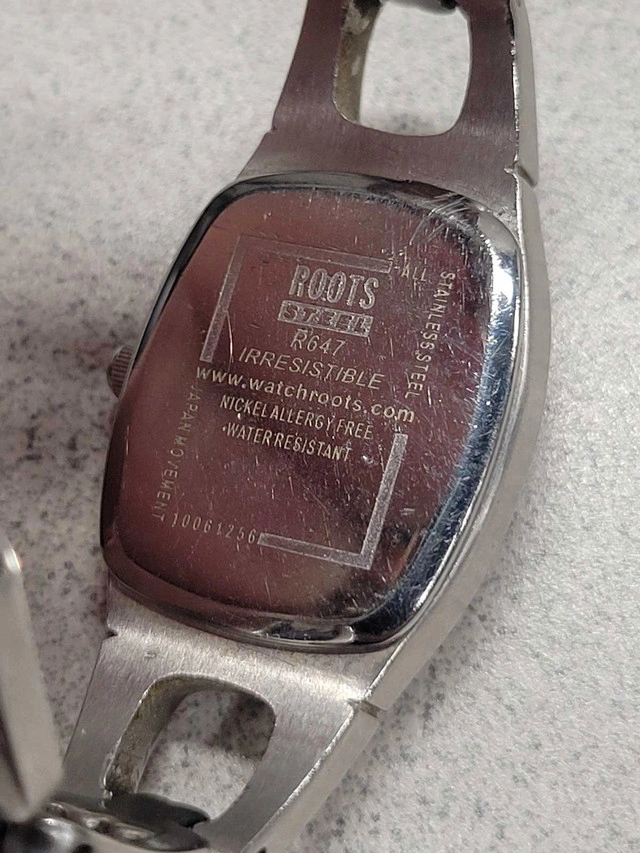 ROOTS
STEEL
R647
IRRESISTIBLE
www.watchroots.com
NICKEL ALLERGY FREE
•WATER RESISTANT
ALL
STAINLESS STEEL
JAPAN MOVEMENT
10061256